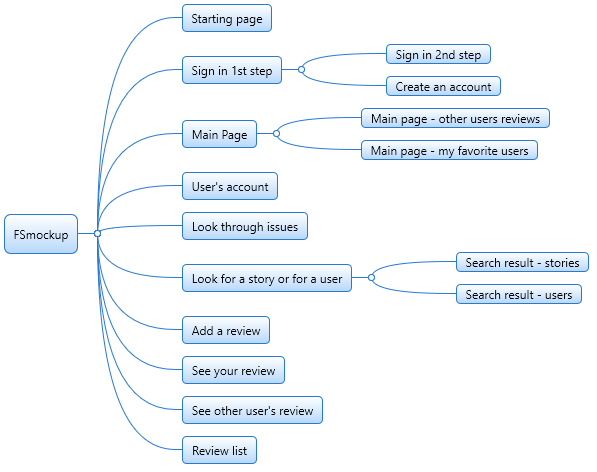 FSmockup
Starting page
Sign in 1st step
Sign in 2nd step
Create an account
Main Page
Main page - other users reviews
Main page - my favorite users
User's account
Look through issues
Look for a story or for a user
Search result - stories
Search result - users
Add a review
See your review
See other user's review
Review list